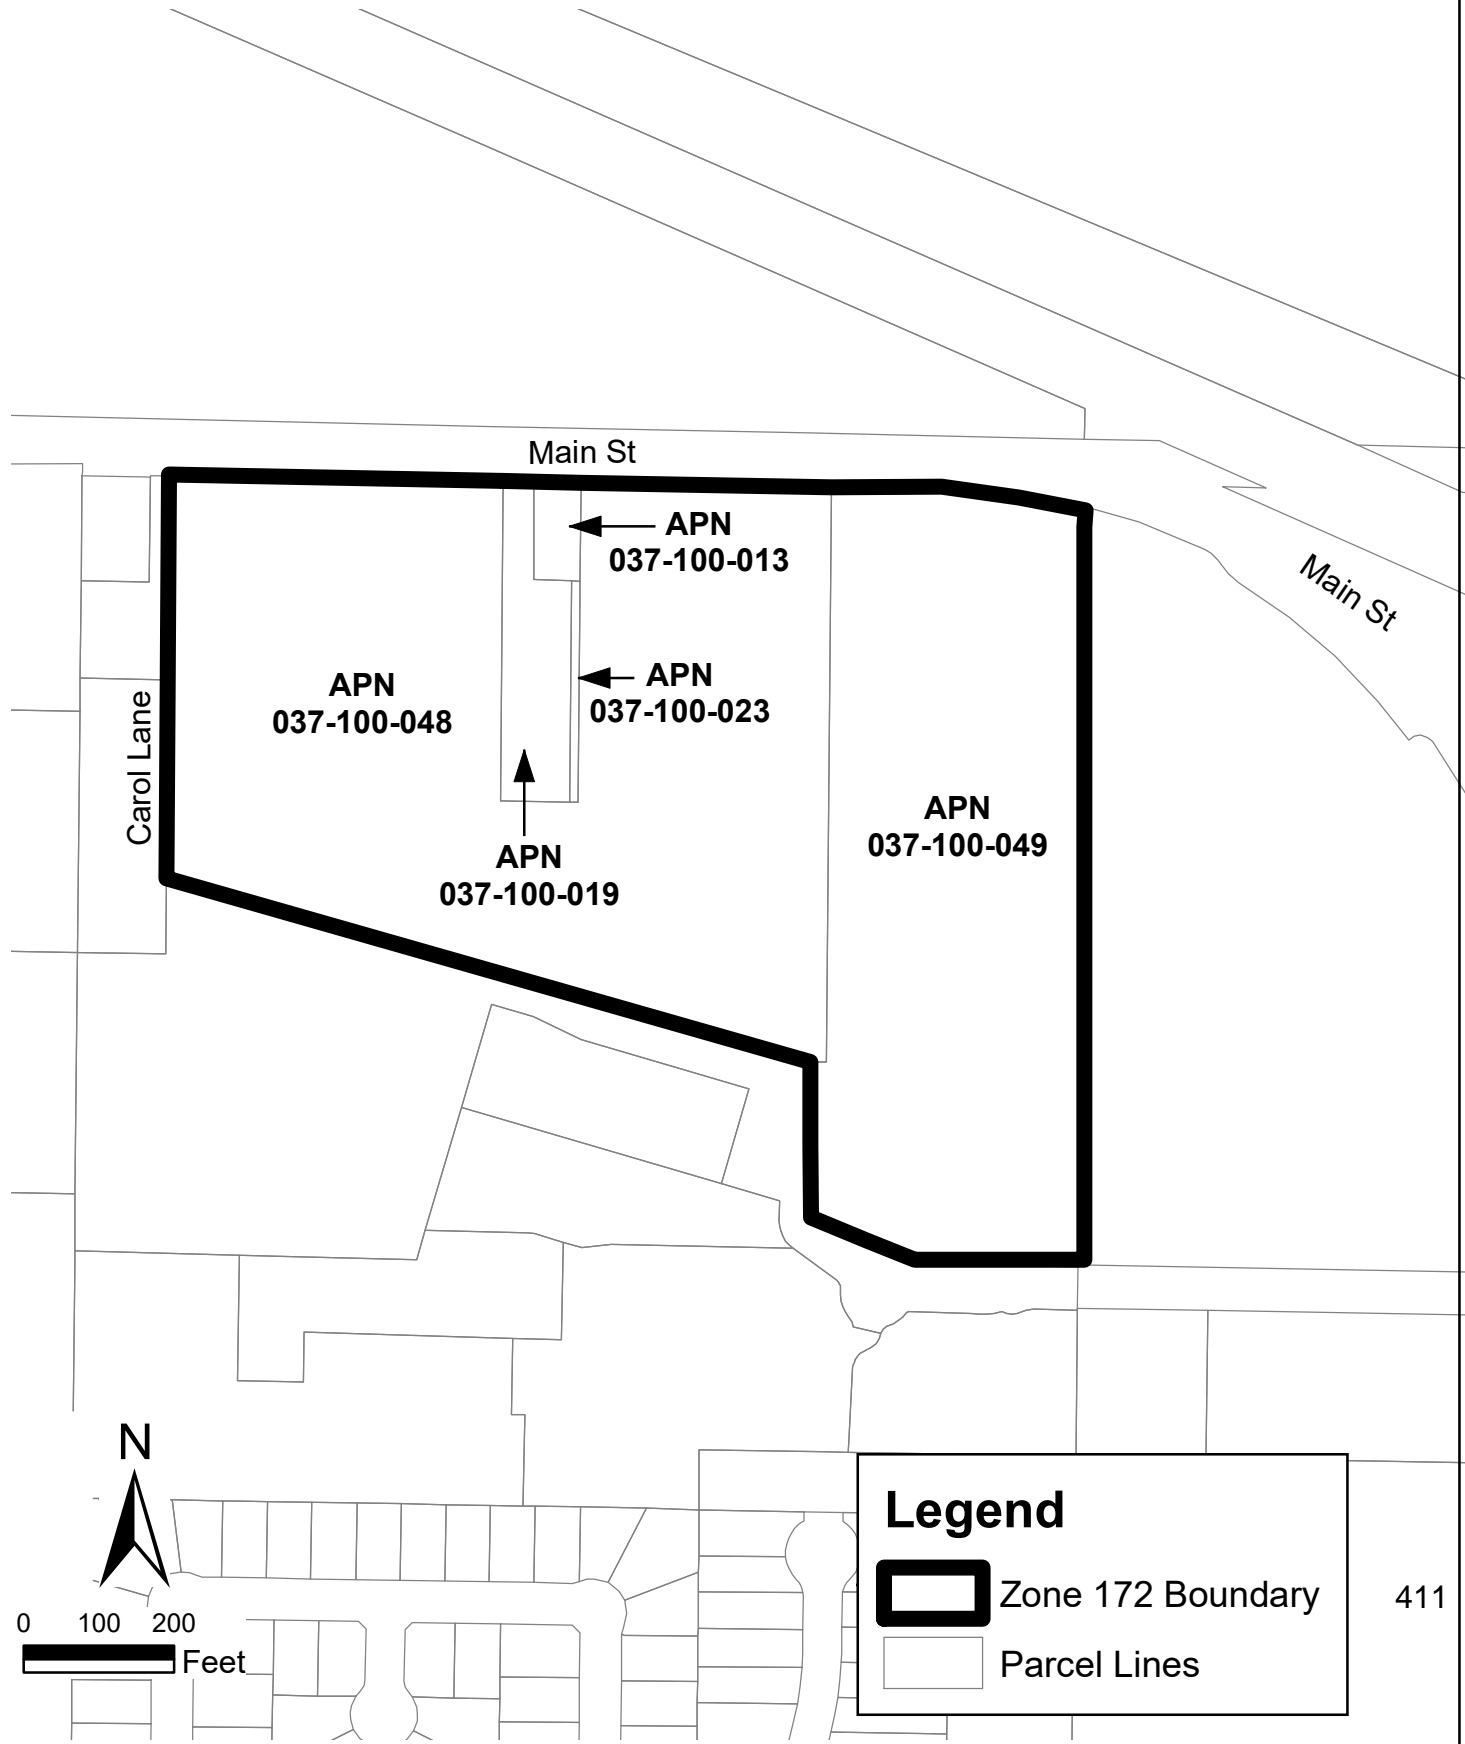 Main St
APN
037-100-013
Main St
APN
037-100-023
APN
037-100-048
Carol Lane
APN
037-100-049
APN
037-100-019
N
0 100 200
Feet
Legend
Zone 172 Boundary
Parcel Lines
411